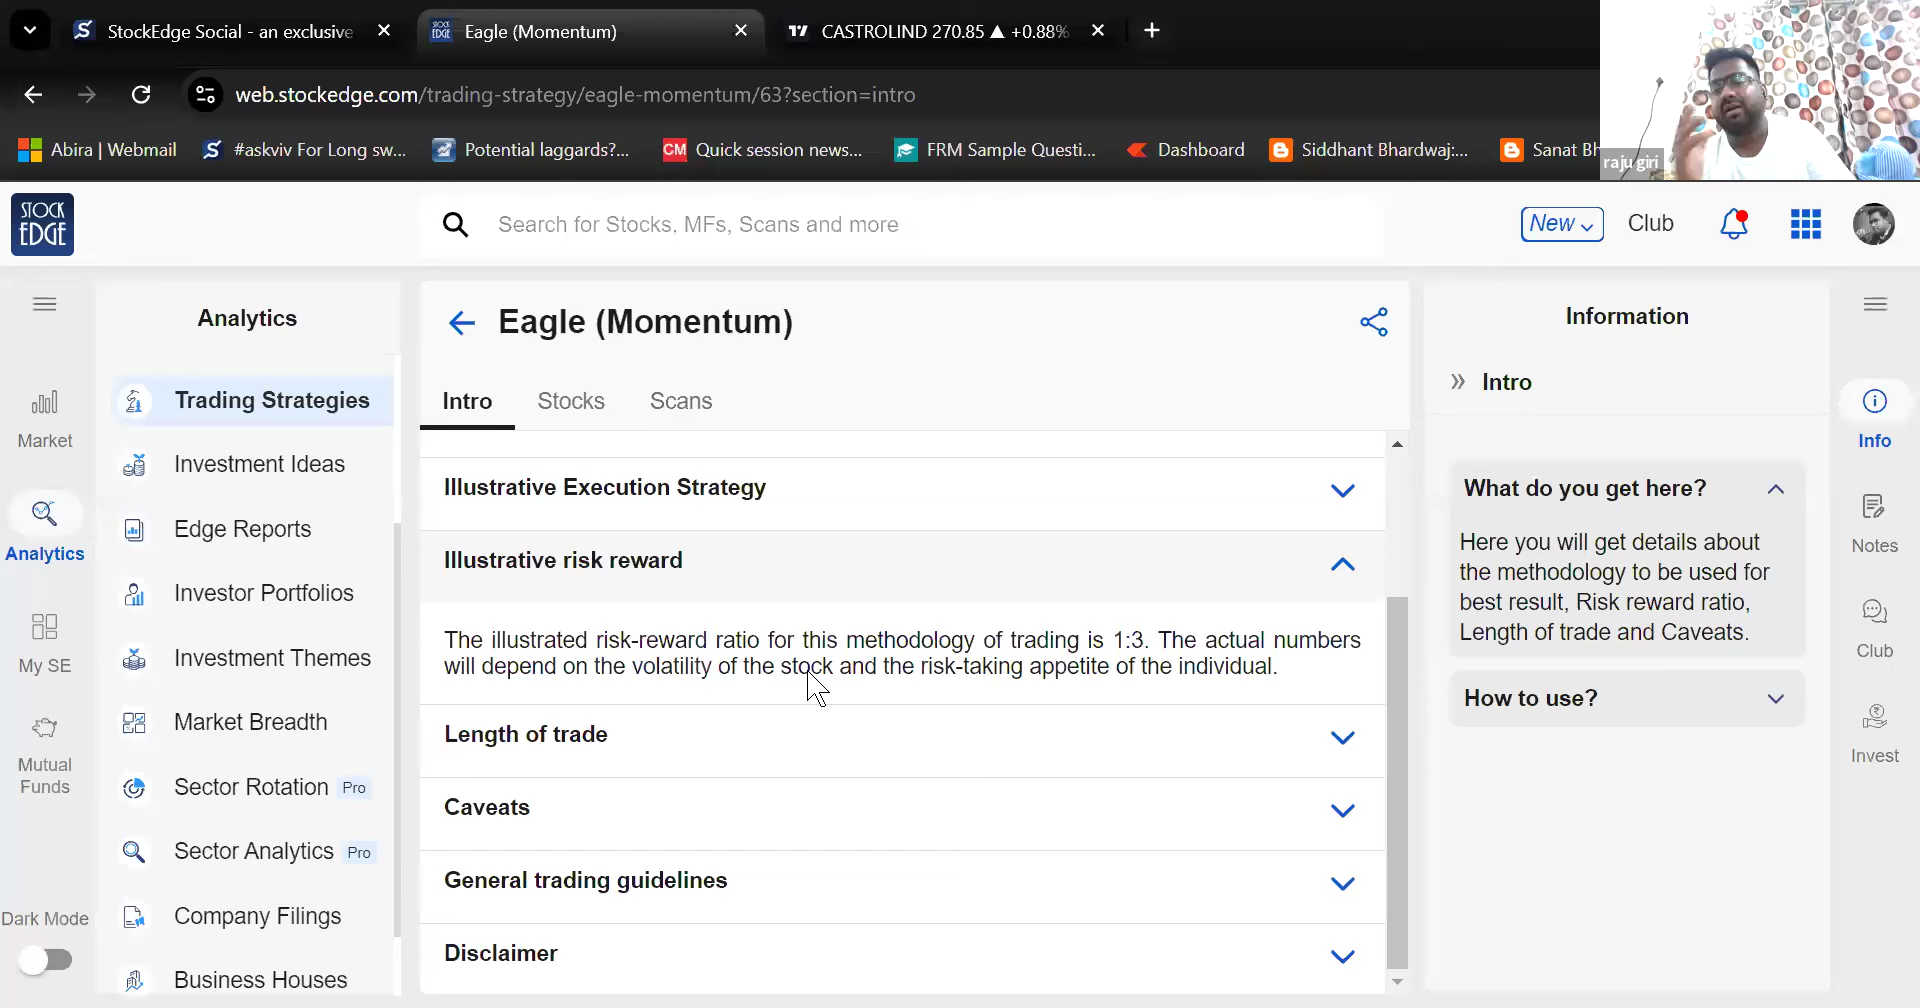 StockEdge Social - an exclusive
STOCK EDGE
Eagle (Momentum)
CASTROLIND 270.85 ▲ +0.88%
web.stockedge.com/trading-strategy/eagle-momentum/63?section=intro
Abira | Webmail
#askviv For Long sw...
Potential laggards?...
CM
Quick session news...
FRM Sample Questi...
Dashboard
Siddhant Bhardwaj:...
Sanat Bh
raju giri
STOCK
EDGE
Search for Stocks, MFs, Scans and more
New
Club
Market
Analytics
My SE
Mutual
Funds
Dark Mode
Analytics
Trading Strategies
Investment Ideas
Edge Reports
Investor Portfolios
Investment Themes
Market Breadth
Sector Rotation Pro
Sector Analytics Pro
Company Filings
Business Houses
Eagle (Momentum)
Intro
Stocks
Scans
Illustrative Execution Strategy
Illustrative risk reward
The illustrated risk-reward ratio for this methodology of trading is 1:3. The actual numbers
will depend on the volatility of the stock and the risk-taking appetite of the individual.
Length of trade
Caveats
General trading guidelines
Disclaimer
Information
Intro
What do you get here?
Here you will get details about
the methodology to be used for
best result, Risk reward ratio,
Length of trade and Caveats.
How to use?
Info
Notes
Club
Invest